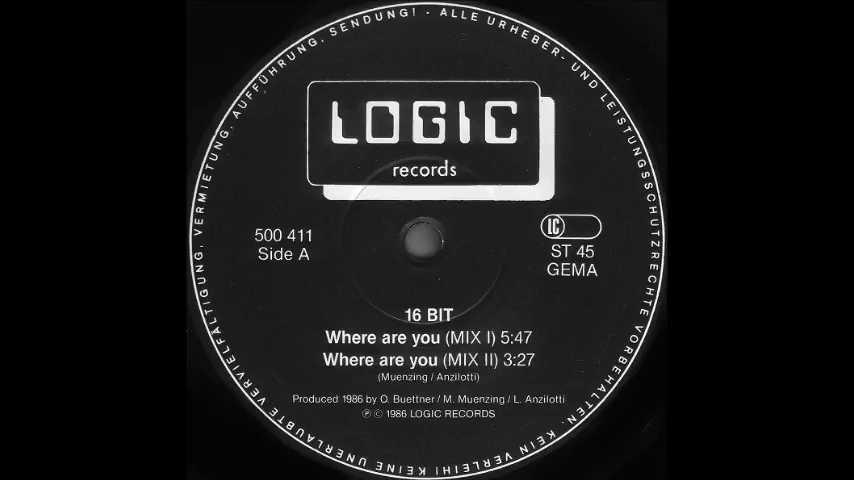 ALLE URHEBER- UND LEISTUNGSSCHUTZRECHTE VORBEHALTEN. · KEIN VERLEIH! KEINE UNERLAUBTE VERVIELFÄLTIGUNG, VERMIETUNG, AUFFÜHRUNG, SENDUNG! ·
LOGIC
records
500 411
Side A
LC
ST 45
GEMA
16 BIT
Where are you (MIX I) 5:47
Where are you (MIX II) 3:27
(Muenzing / Anzilotti)
Produced 1986 by O. Buettner / M. Muenzing / L. Anzilotti
℗ © 1986 LOGIC RECORDS